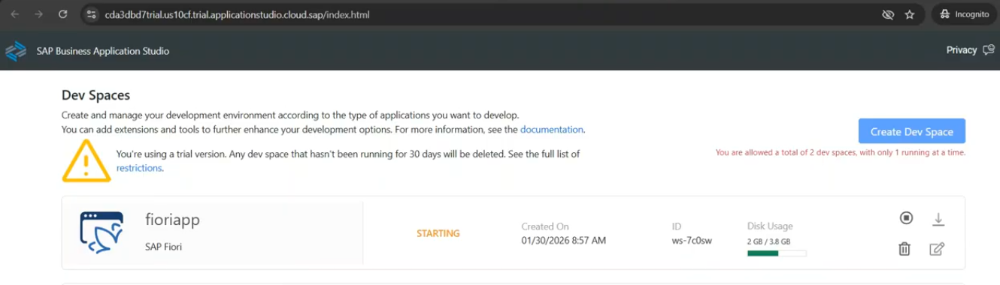 cda3dbd7trial.us10cf.trial.applicationstudio.cloud.sap/index.html
Incognito
SAP Business Application Studio
Privacy
Dev Spaces
Create and manage your development environment according to the type of applications you want to develop.
You can add extensions and tools to further enhance your development options. For more information, see the documentation.
Create Dev Space
You're using a trial version. Any dev space that hasn't been running for 30 days will be deleted. See the full list of
restrictions.
You are allowed a total of 2 dev spaces, with only 1 running at a time.
fioriapp
SAP Fiori
STARTING
Created On
01/30/2026 8:57 AM
ID
ws-7c0sw
Disk Usage
2 GB / 3.8 GB